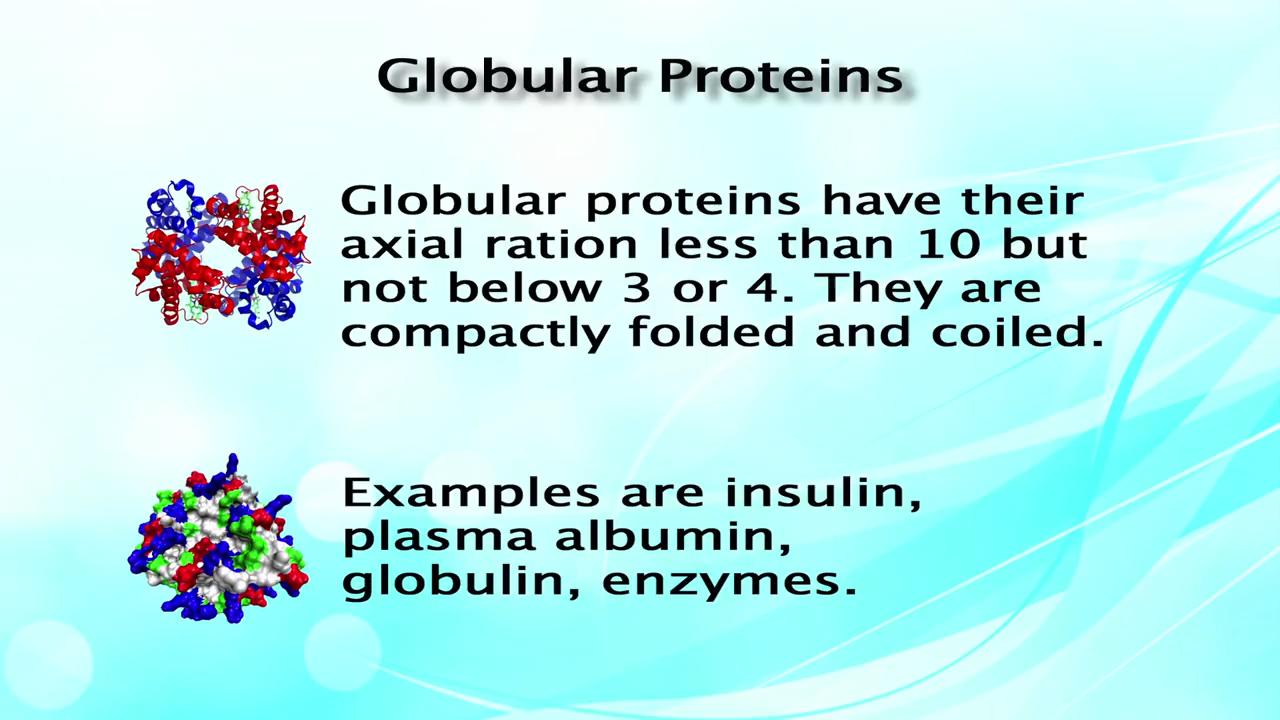 Globular Proteins
Globular proteins have their
axial ration less than 10 but
not below 3 or 4. They are
compactly folded and coiled.
Examples are insulin,
plasma albumin,
globulin, enzymes.